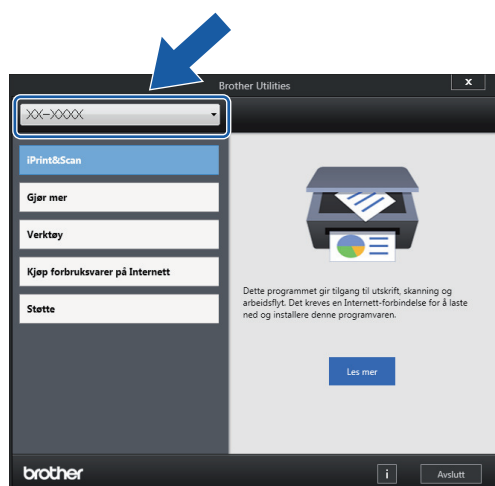 Brother Utilities
x
XX-XXXX
iPrint&Scan
Gjør mer
Verktøy
Kjøp forbruksvarer på Internett
Støtte
Dette programmet gir tilgang til utskrift, skanning og
arbeidsflyt. Det kreves en Internett-forbindelse for å laste
ned og installere denne programvaren.
Les mer
brother
i
Avslutt